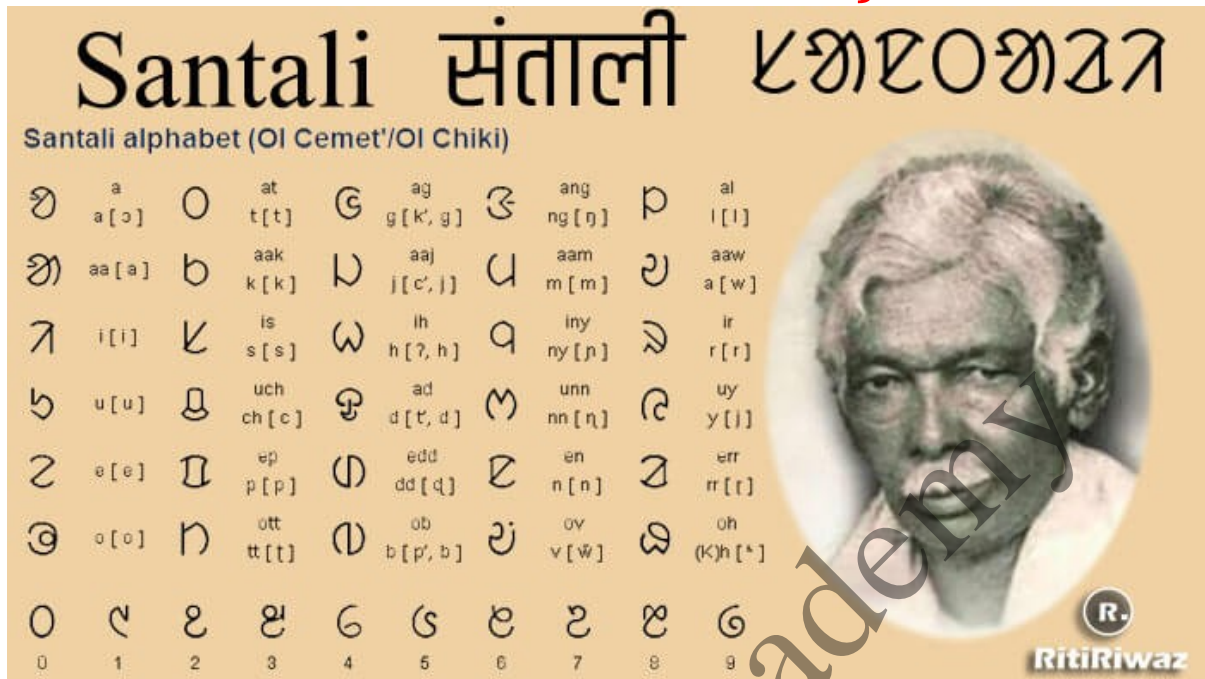 Santali संताली ᱥᱟᱱᱛᱟᱲᱤ
Santali alphabet (Ol Cemet'/Ol Chiki)
ᱚ a a [ɔ] ᱛ at t [t] ᱜ ag g [k', g] ᱝ ang ng [ŋ] ᱞ al l [l]
ᱟ aa [a] ᱠ aak k [k] ᱡ aaj j [c', j] ᱢ aam m [m] ᱣ aaw a [w]
ᱤ i [i] ᱥ is s [s] ᱦ ih h [?, h] ᱧ iny ny [ɲ] ᱨ ir r [r]
ᱩ u [u] ᱪ uch ch [c] ᱫ ad d [t', d] ᱬ unn nn [ɳ] ᱭ uy y [j]
ᱮ e [e] ᱯ ep p [p] ᱰ edd dd [ɖ] ᱱ en n [n] ᱲ err rr [ɽ]
ᱳ o [o] ᱴ ott tt [ʈ] ᱵ ob b [p', b] ᱶ ov v [w̃] ᱷ oh (K)h [ʰ]
᱐ ᱑ ᱒ ᱓ ᱔ ᱕ ᱖ ᱗ ᱘ ᱙
0 1 2 3 4 5 6 7 8 9
R.
RitiRiwaz